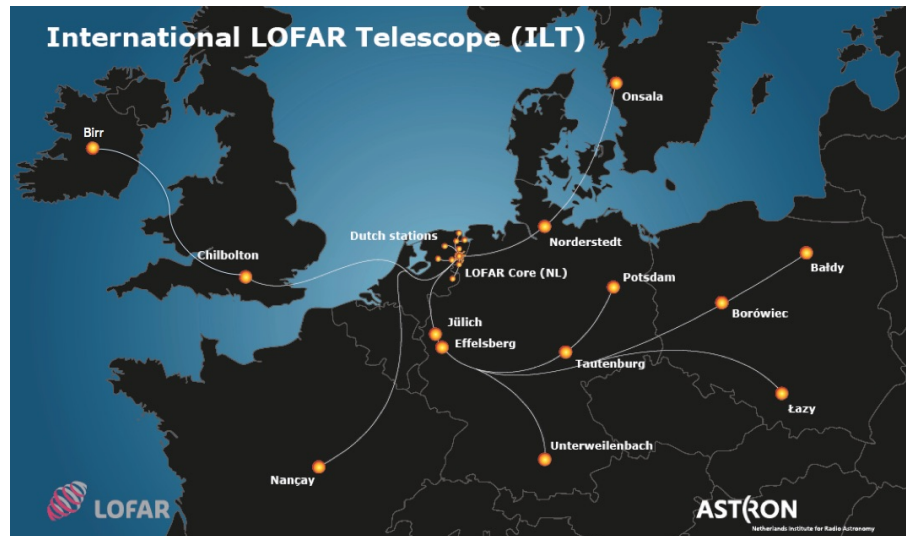 International LOFAR Telescope (ILT)
Onsala
Birr
Dutch stations
Norderstedt
Chilbolton
LOFAR Core (NL)
Potsdam
Bałdy
Borówiec
Jülich
Effelsberg
Tautenburg
Łazy
Unterweilenbach
Nançay
LOFAR
ASTRON
Netherlands Institute for Radio Astronomy